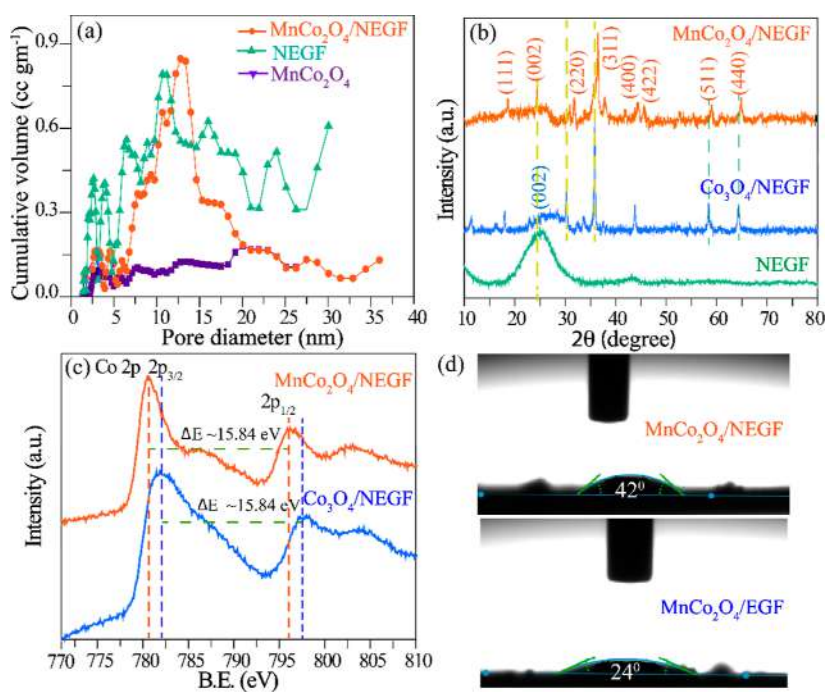 (a)
MnCo₂O₄/NEGF
NEGF
MnCo₂O₄
Cumulative volume (cc gm⁻¹)
0.9
0.6
0.3
0.0
0 5 10 15 20 25 30 35 40
Pore diameter (nm)
(b)
MnCo₂O₄/NEGF
(111)
(002)
(220)
(311)
(400)
(422)
(511)
(440)
(002)
Co₃O₄/NEGF
NEGF
Intensity (a.u.)
10 20 30 40 50 60 70 80
2θ (degree)
(c) Co 2p 2p3/2
MnCo₂O₄/NEGF
2p1/2
ΔE ~15.84 eV
Co₃O₄/NEGF
ΔE ~15.84 eV
Intensity (a.u.)
770 775 780 785 790 795 800 805 810
B.E. (eV)
(d)
MnCo₂O₄/NEGF
42⁰
MnCo₂O₄/EGF
24⁰